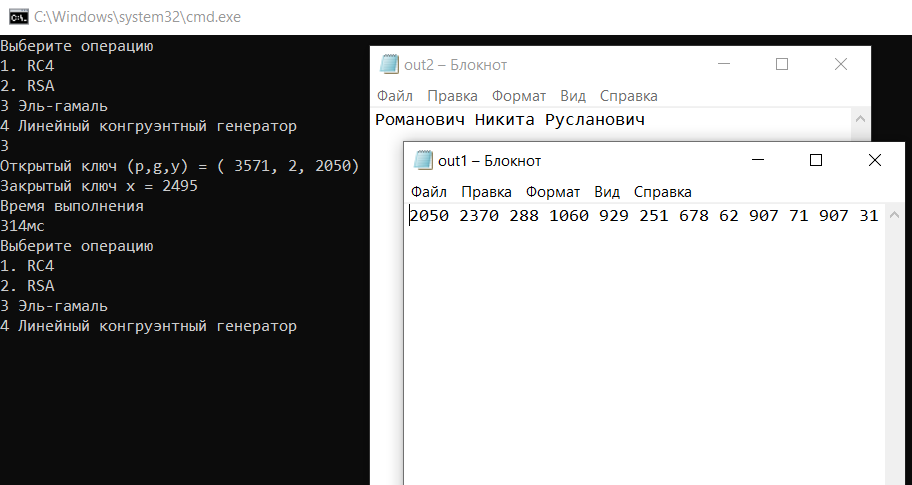 C:\Windows\system32\cmd.exe
Выберите операцию
1. RC4
2. RSA
3 Эль-гамаль
4 Линейный конгруэнтный генератор
3
Открытый ключ (p,g,y) = ( 3571, 2, 2050)
Закрытый ключ x = 2495
Время выполнения
314мс
Выберите операцию
1. RC4
2. RSA
3 Эль-гамаль
4 Линейный конгруэнтный генератор
out2 – Блокнот
Файл Правка Формат Вид Справка
Романович Никита Русланович
out1 – Блокнот
Файл Правка Формат Вид Справка
2050 2370 288 1060 929 251 678 62 907 71 907 31